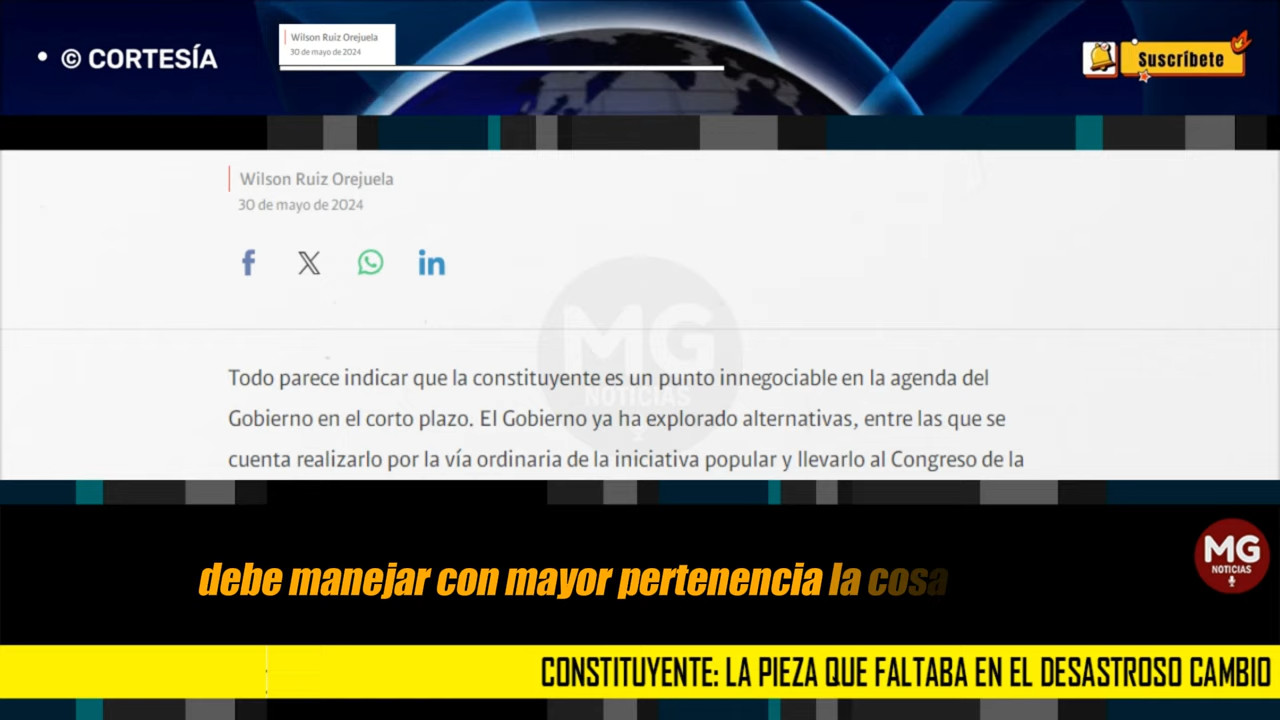 • © CORTESÍA
Wilson Ruiz Orejuela
30 de mayo de 2024
Suscríbete
Wilson Ruiz Orejuela
30 de mayo de 2024
Todo parece indicar que la constituyente es un punto innegociable en la agenda del
Gobierno en el corto plazo. El Gobierno ya ha explorado alternativas, entre las que se
cuenta realizarlo por la vía ordinaria de la iniciativa popular y llevarlo al Congreso de la
MG
NOTICIAS
debe manejar con mayor pertenencia la cosa
MG
NOTICIAS
CONSTITUYENTE: LA PIEZA QUE FALTABA EN EL DESASTROSO CAMBIO